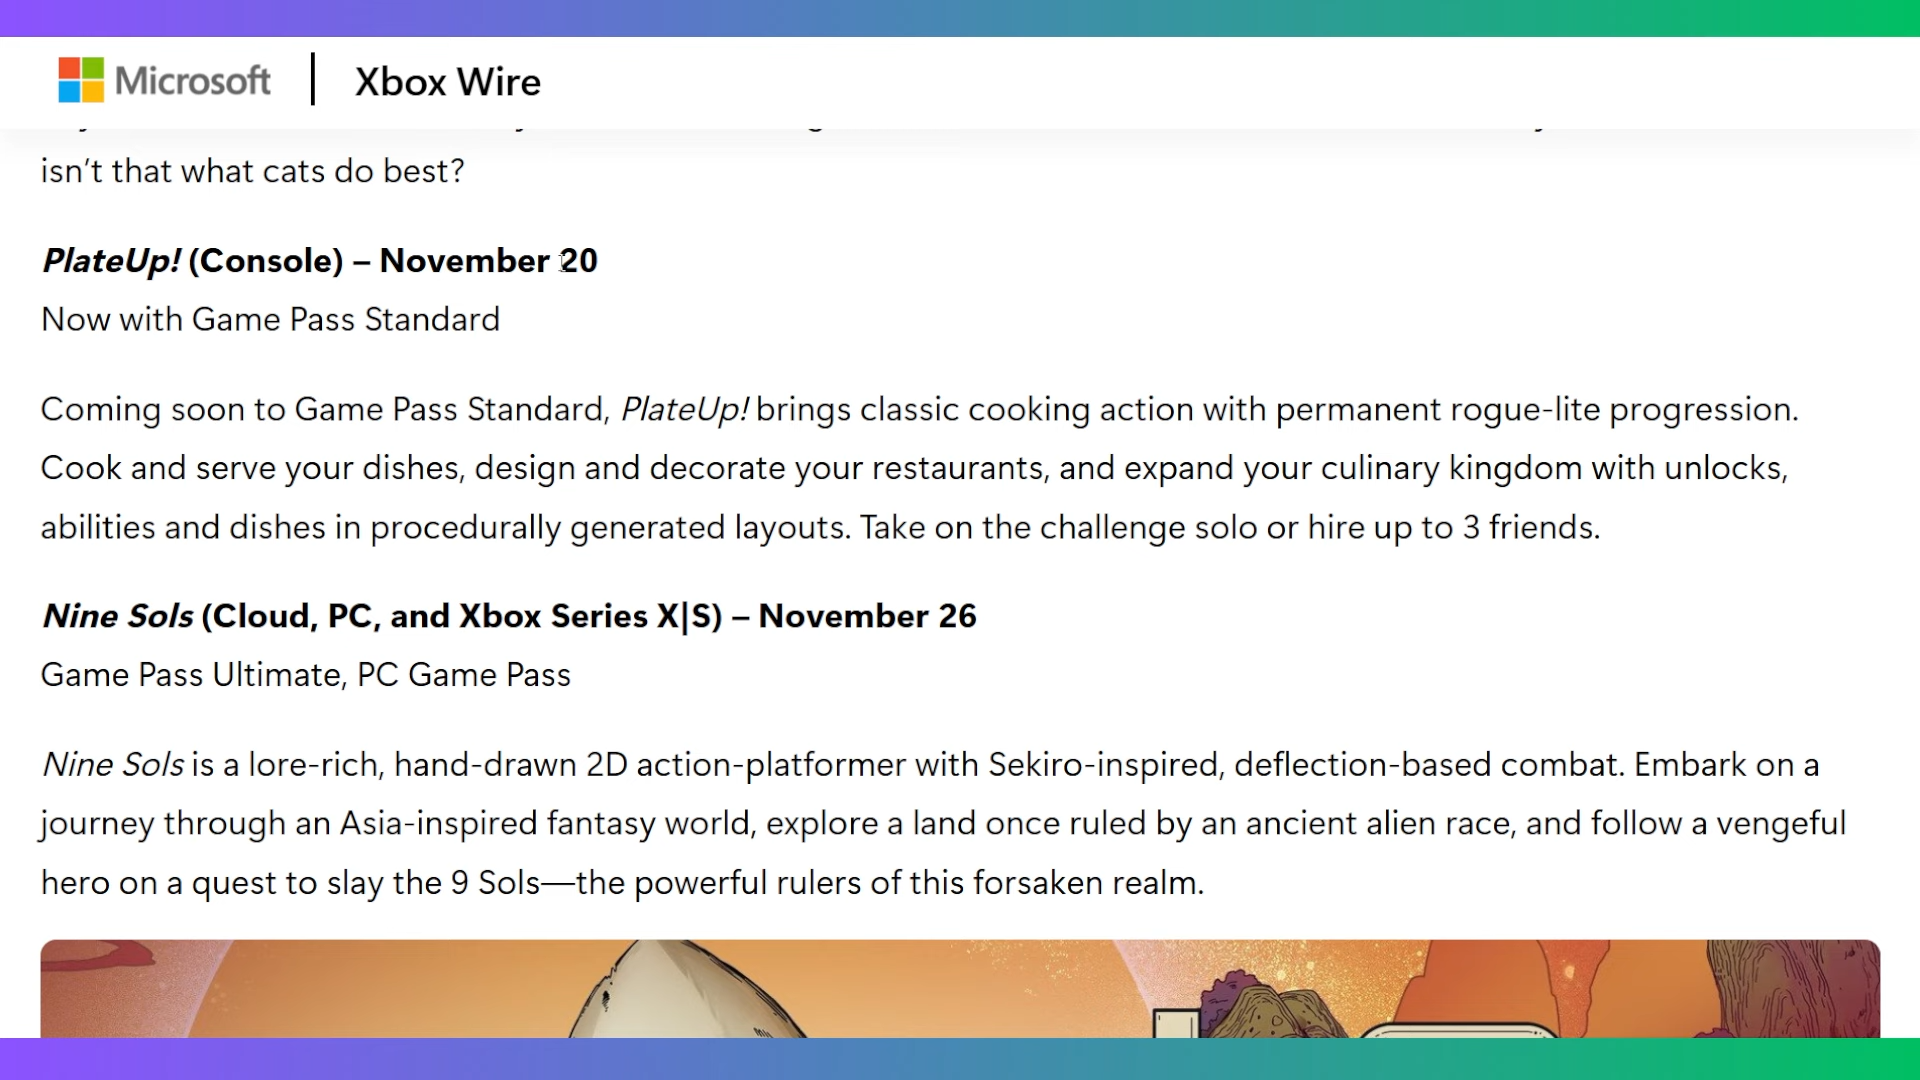 Microsoft | Xbox Wire
isn’t that what cats do best?
PlateUp! (Console) – November 20
Now with Game Pass Standard
Coming soon to Game Pass Standard, PlateUp! brings classic cooking action with permanent rogue-lite progression.
Cook and serve your dishes, design and decorate your restaurants, and expand your culinary kingdom with unlocks,
abilities and dishes in procedurally generated layouts. Take on the challenge solo or hire up to 3 friends.
Nine Sols (Cloud, PC, and Xbox Series X|S) – November 26
Game Pass Ultimate, PC Game Pass
Nine Sols is a lore-rich, hand-drawn 2D action-platformer with Sekiro-inspired, deflection-based combat. Embark on a
journey through an Asia-inspired fantasy world, explore a land once ruled by an ancient alien race, and follow a vengeful
hero on a quest to slay the 9 Sols—the powerful rulers of this forsaken realm.